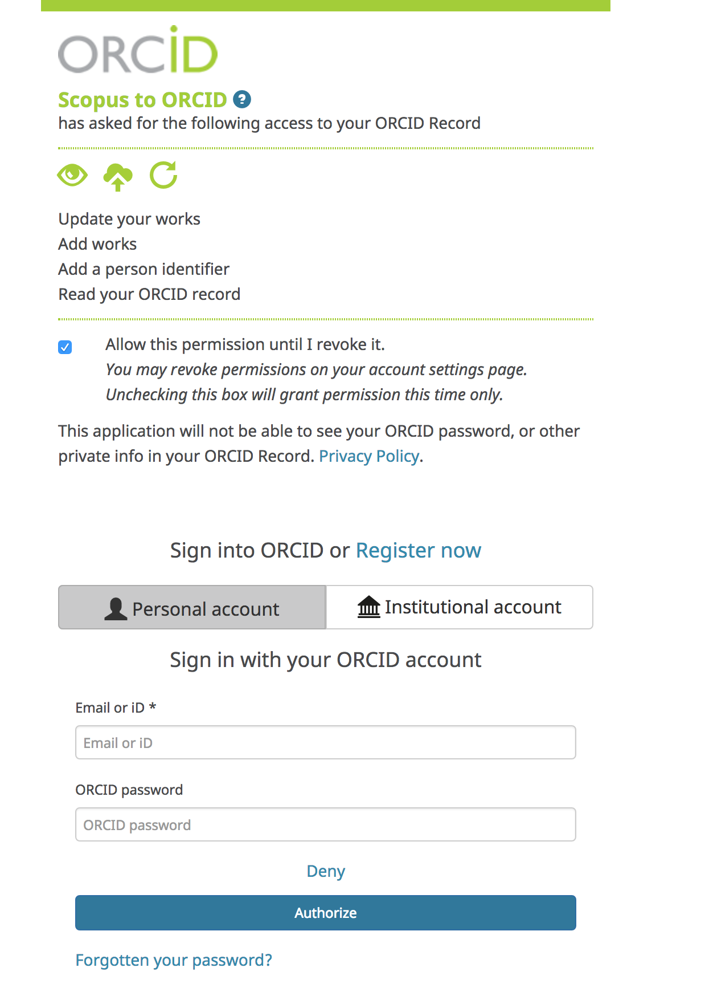 ORCiD
Scopus to ORCID ?
has asked for the following access to your ORCID Record
Update your works
Add works
Add a person identifier
Read your ORCID record
Allow this permission until I revoke it.
You may revoke permissions on your account settings page.
Unchecking this box will grant permission this time only.
This application will not be able to see your ORCID password, or other
private info in your ORCID Record. Privacy Policy.
Sign into ORCID or Register now
Personal account
Institutional account
Sign in with your ORCID account
Email or iD *
Email or iD
ORCID password
ORCID password
Deny
Authorize
Forgotten your password?